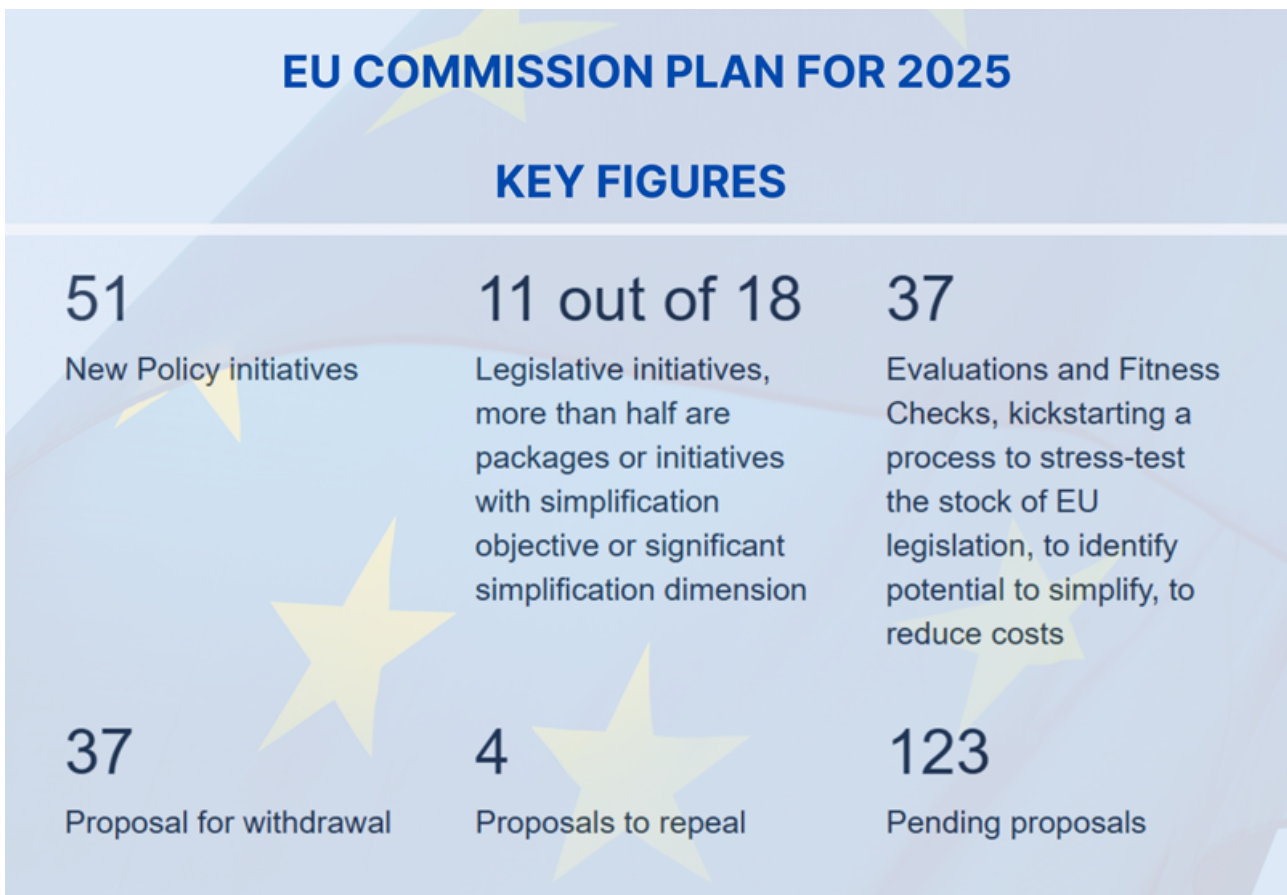 EU COMMISSION PLAN FOR 2025
KEY FIGURES
51
New Policy initiatives
11 out of 18
Legislative initiatives,
more than half are
packages or initiatives
with simplification
objective or significant
simplification dimension
37
Evaluations and Fitness
Checks, kickstarting a
process to stress-test
the stock of EU
legislation, to identify
potential to simplify, to
reduce costs
37
Proposal for withdrawal
4
Proposals to repeal
123
Pending proposals